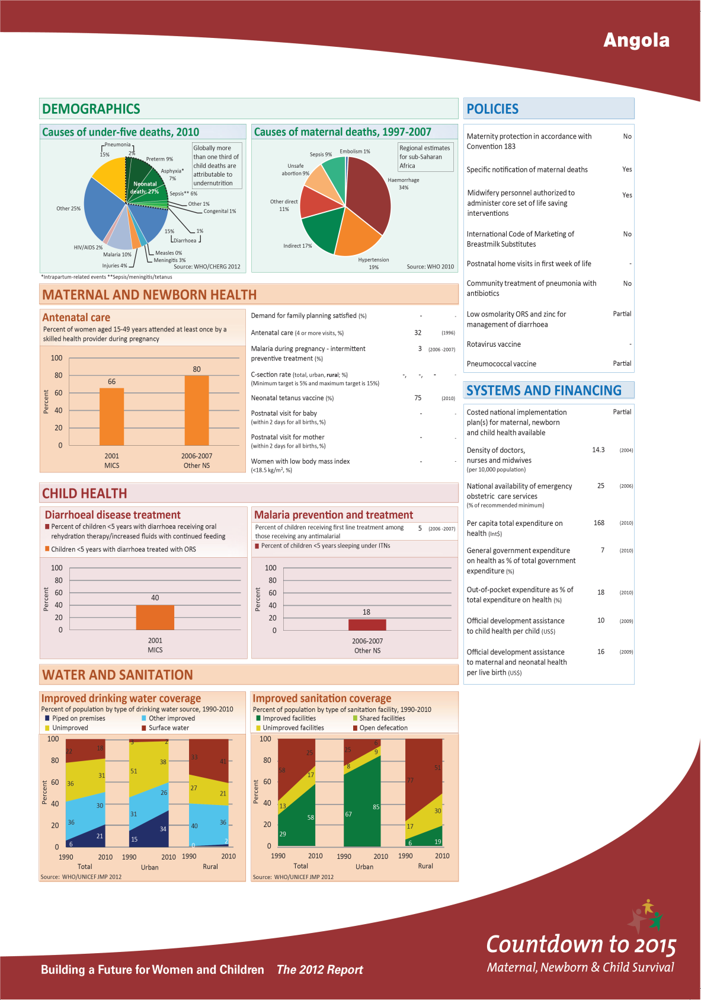 Angola
DEMOGRAPHICS
Causes of under-five deaths, 2010
Pneumonia
15%
2%
Preterm 9%
Asphyxia*
7%
Neonatal
death: 27%
Sepsis** 6%
Other 1%
Congenital 1%
15%
1%
Diarrhoea
Measles 0%
Meningitis 3%
Injuries 4%
Malaria 10%
HIV/AIDS 2%
Other 25%
Globally more
than one third of
child deaths are
attributable to
undernutrition
Source: WHO/CHERG 2012
*Intrapartum-related events **Sepsis/meningitis/tetanus
Causes of maternal deaths, 1997-2007
Regional estimates
for sub-Saharan
Africa
Sepsis 9%
Embolism 1%
Unsafe
abortion 9%
Haemorrhage
34%
Other direct
11%
Indirect 17%
Hypertension
19%
Source: WHO 2010
MATERNAL AND NEWBORN HEALTH
Antenatal care
Percent of women aged 15-49 years attended at least once by a
skilled health provider during pregnancy
Percent
100
80
60
40
20
0
66
80
2001
MICS
2006-2007
Other NS
Demand for family planning satisfied (%) - -
Antenatal care (4 or more visits, %) 32 (1996)
Malaria during pregnancy - intermittent 3 (2006 -2007)
preventive treatment (%)
C-section rate (total, urban, rural; %) -, -, - -
(Minimum target is 5% and maximum target is 15%)
Neonatal tetanus vaccine (%) 75 (2010)
Postnatal visit for baby - -
(within 2 days for all births, %)
Postnatal visit for mother - -
(within 2 days for all births, %)
Women with low body mass index - -
(<18.5 kg/m², %)
CHILD HEALTH
Diarrhoeal disease treatment
Percent of children <5 years with diarrhoea receiving oral
rehydration therapy/increased fluids with continued feeding
Children <5 years with diarrhoea treated with ORS
Percent
100
80
60
40
20
0
40
2001
MICS
Malaria prevention and treatment
Percent of children receiving first line treatment among 5 (2006 -2007)
those receiving any antimalarial
Percent of children <5 years sleeping under ITNs
Percent
100
80
60
40
20
0
18
2006-2007
Other NS
WATER AND SANITATION
Improved drinking water coverage
Percent of population by type of drinking water source, 1990-2010
Piped on premises
Other improved
Unimproved
Surface water
Percent
100
80
60
40
20
0
22
18
36
31
36
30
6
21
3
2
51
38
31
26
15
34
33
41
27
21
40
36
0
2
1990 2010 1990 2010 1990 2010
Total Urban Rural
Source: WHO/UNICEF JMP 2012
Improved sanitation coverage
Percent of population by type of sanitation facility, 1990-2010
Improved facilities
Shared facilities
Unimproved facilities
Open defecation
Percent
100
80
60
40
20
0
58
25
13
17
29
58
25
6
8
9
67
85
77
51
17
30
6
19
1990 2010 1990 2010 1990 2010
Total Urban Rural
Source: WHO/UNICEF JMP 2012
POLICIES
Maternity protection in accordance with No
Convention 183
Specific notification of maternal deaths Yes
Midwifery personnel authorized to Yes
administer core set of life saving
interventions
International Code of Marketing of No
Breastmilk Substitutes
Postnatal home visits in first week of life -
Community treatment of pneumonia with No
antibiotics
Low osmolarity ORS and zinc for Partial
management of diarrhoea
Rotavirus vaccine -
Pneumococcal vaccine Partial
SYSTEMS AND FINANCING
Costed national implementation Partial
plan(s) for maternal, newborn
and child health available
Density of doctors, 14.3 (2004)
nurses and midwives
(per 10,000 population)
National availability of emergency 25 (2006)
obstetric care services
(% of recommended minimum)
Per capita total expenditure on 168 (2010)
health (Int$)
General government expenditure 7 (2010)
on health as % of total government
expenditure (%)
Out-of-pocket expenditure as % of 18 (2010)
total expenditure on health (%)
Official development assistance 10 (2009)
to child health per child (US$)
Official development assistance 16 (2009)
to maternal and neonatal health
per live birth (US$)
Building a Future for Women and Children The 2012 Report
Countdown to 2015
Maternal, Newborn & Child Survival